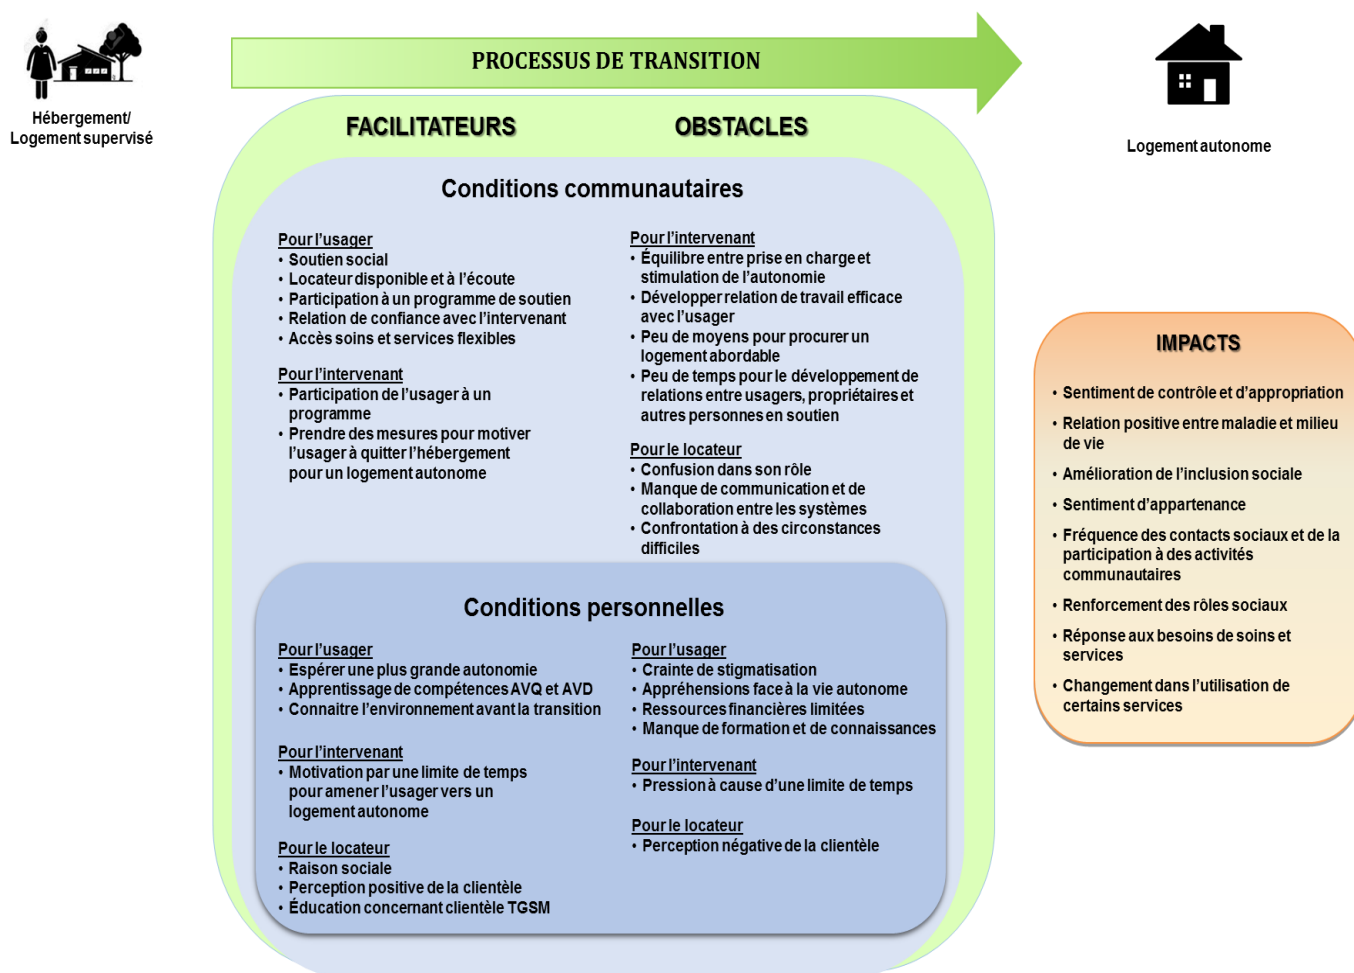 PROCESSUS DE TRANSITION
Hébergement/
Logement supervisé
Logement autonome
FACILITATEURS
OBSTACLES
Conditions communautaires
Pour l'usager
• Soutien social
• Locateur disponible et à l'écoute
• Participation à un programme de soutien
• Relation de confiance avec l'intervenant
• Accès soins et services flexibles
Pour l'intervenant
• Participation de l'usager à un
programme
• Prendre des mesures pour motiver
l'usager à quitter l'hébergement
pour un logement autonome
Pour l'intervenant
• Équilibre entre prise en charge et
stimulation de l'autonomie
• Développer relation de travail efficace
avec l'usager
• Peu de moyens pour procurer un
logement abordable
• Peu de temps pour le développement de
relations entre usagers, propriétaires et
autres personnes en soutien
Pour le locateur
• Confusion dans son rôle
• Manque de communication et de
collaboration entre les systèmes
• Confrontation à des circonstances
difficiles
Conditions personnelles
Pour l'usager
• Espérer une plus grande autonomie
• Apprentissage de compétences AVQ et AVD
• Connaitre l'environnement avant la transition
Pour l'intervenant
• Motivation par une limite de temps
pour amener l'usager vers un
logement autonome
Pour le locateur
• Raison sociale
• Perception positive de la clientèle
• Éducation concernant clientèle TGSM
Pour l'usager
• Crainte de stigmatisation
• Appréhensions face à la vie autonome
• Ressources financières limitées
• Manque de formation et de connaissances
Pour l'intervenant
• Pression à cause d'une limite de temps
Pour le locateur
• Perception négative de la clientèle
IMPACTS
• Sentiment de contrôle et d'appropriation
• Relation positive entre maladie et milieu
de vie
• Amélioration de l'inclusion sociale
• Sentiment d'appartenance
• Fréquence des contacts sociaux et de la
participation à des activités
communautaires
• Renforcement des rôles sociaux
• Réponse aux besoins de soins et
services
• Changement dans l'utilisation de
certains services